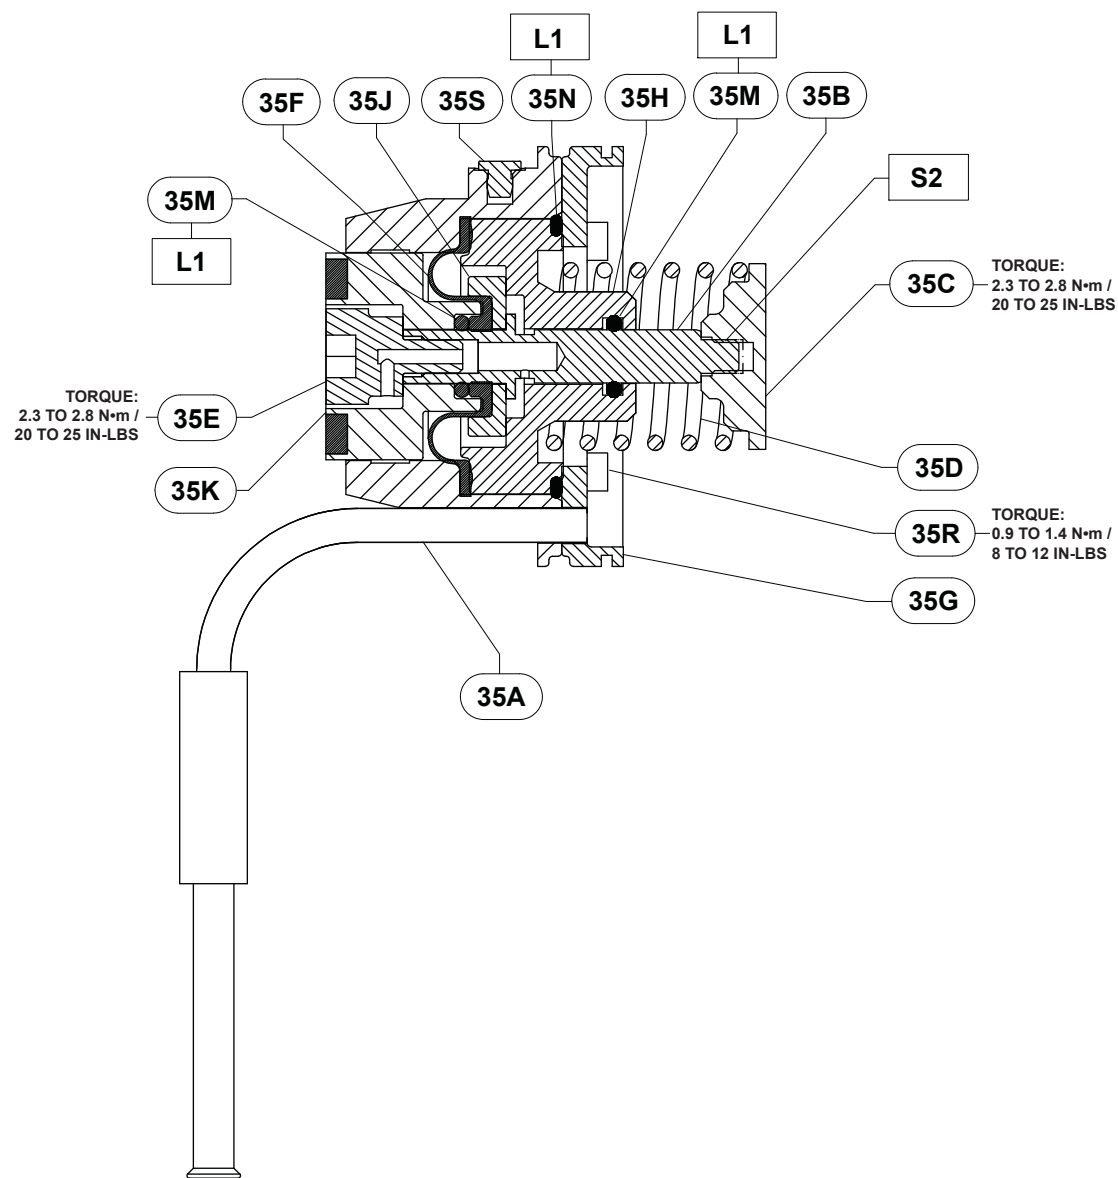 L1
L1
35F
35J
35S
35N
35H
35M
35B
S2
35M
L1
35C
TORQUE:
2.3 TO 2.8 N•m /
20 TO 25 IN-LBS
TORQUE:
2.3 TO 2.8 N•m /
20 TO 25 IN-LBS
35E
35K
35D
35R
TORQUE:
0.9 TO 1.4 N•m /
8 TO 12 IN-LBS
35G
35A